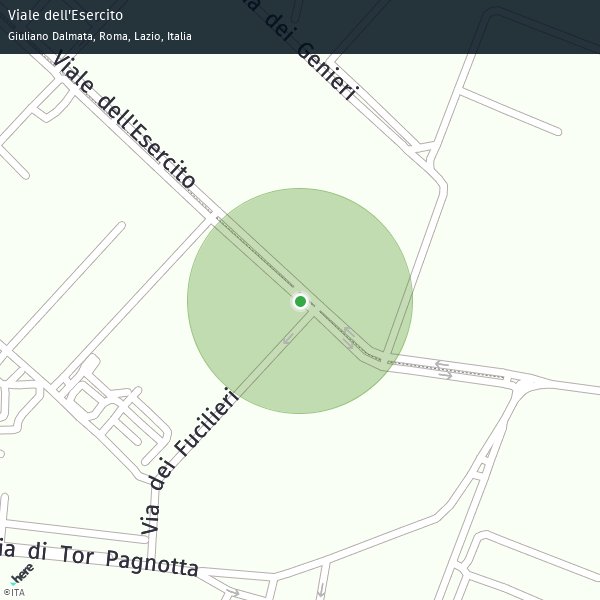 Viale dell'Esercito
Giuliano Dalmata, Roma, Lazio, Italia
a dei Genieri
Viale dell'Esercito
Via dei Fucilieri
ia di Tor Pagnotta
here
©ITA